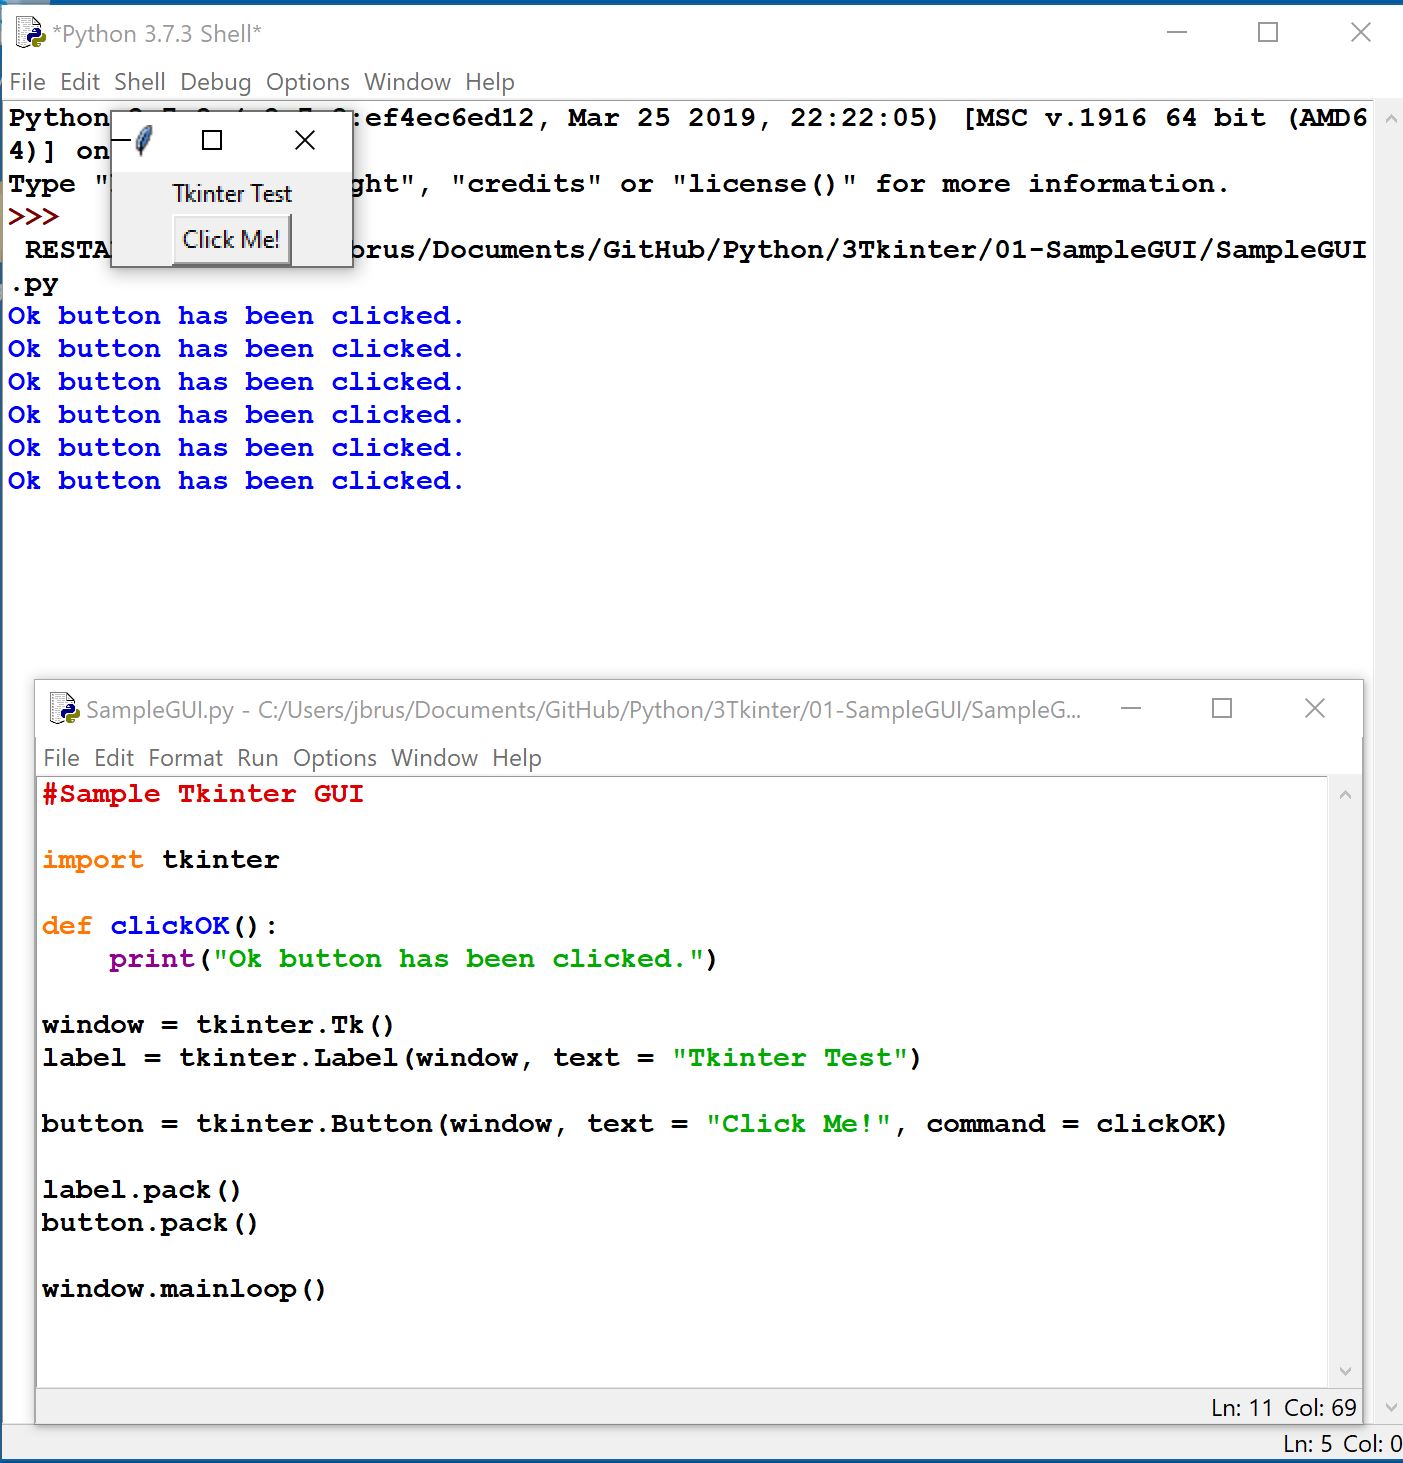 *Python 3.7.3 Shell*
File Edit Shell Debug Options Window Help
Python :ef4ec6ed12, Mar 25 2019, 22:22:05) [MSC v.1916 64 bit (AMD6
4)] on
Type " ght", "credits" or "license()" for more information.
>>>
RESTA brus/Documents/GitHub/Python/3Tkinter/01-SampleGUI/SampleGUI
.py
Tkinter Test
Click Me!
Ok button has been clicked.
Ok button has been clicked.
Ok button has been clicked.
Ok button has been clicked.
Ok button has been clicked.
Ok button has been clicked.
SampleGUI.py - C:/Users/jbrus/Documents/GitHub/Python/3Tkinter/01-SampleGUI/SampleG...
File Edit Format Run Options Window Help
#Sample Tkinter GUI
import tkinter
def clickOK():
    print("Ok button has been clicked.")
window = tkinter.Tk()
label = tkinter.Label(window, text = "Tkinter Test")
button = tkinter.Button(window, text = "Click Me!", command = clickOK)
label.pack()
button.pack()
window.mainloop()
Ln: 11 Col: 69
Ln: 5 Col: 0